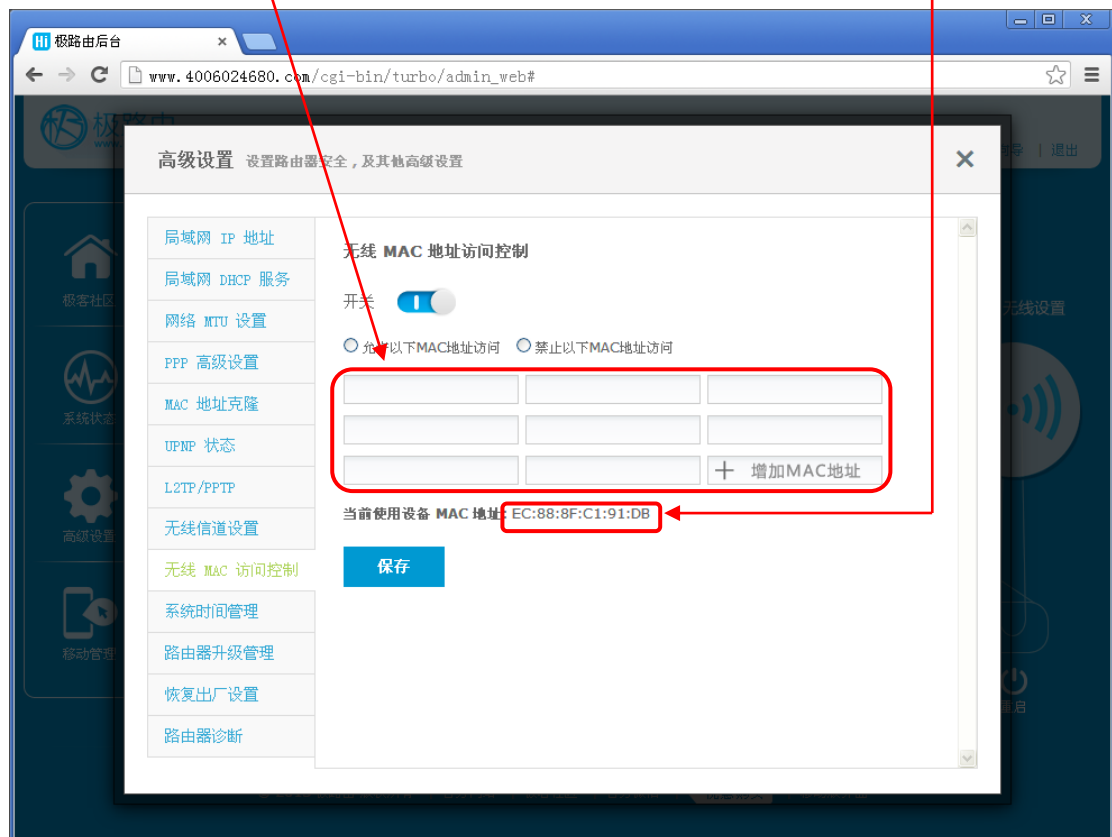 极路由后台
www.4006024680.com/cgi-bin/turbo/admin_web#
极路由
退出
高级设置 设置路由器安全,及其他高级设置
局域网 IP 地址
局域网 DHCP 服务
网络 MTU 设置
PPP 高级设置
MAC 地址克隆
UPNP 状态
L2TP/PPTP
无线信道设置
无线 MAC 访问控制
系统时间管理
路由器升级管理
恢复出厂设置
路由器诊断
无线 MAC 地址访问控制
开关
允许以下MAC地址访问 禁止以下MAC地址访问
增加MAC地址
当前使用设备 MAC 地址: EC:88:8F:C1:91:DB
保存
极客社区
系统状态
高级设置
移动管理
无线设置
重启